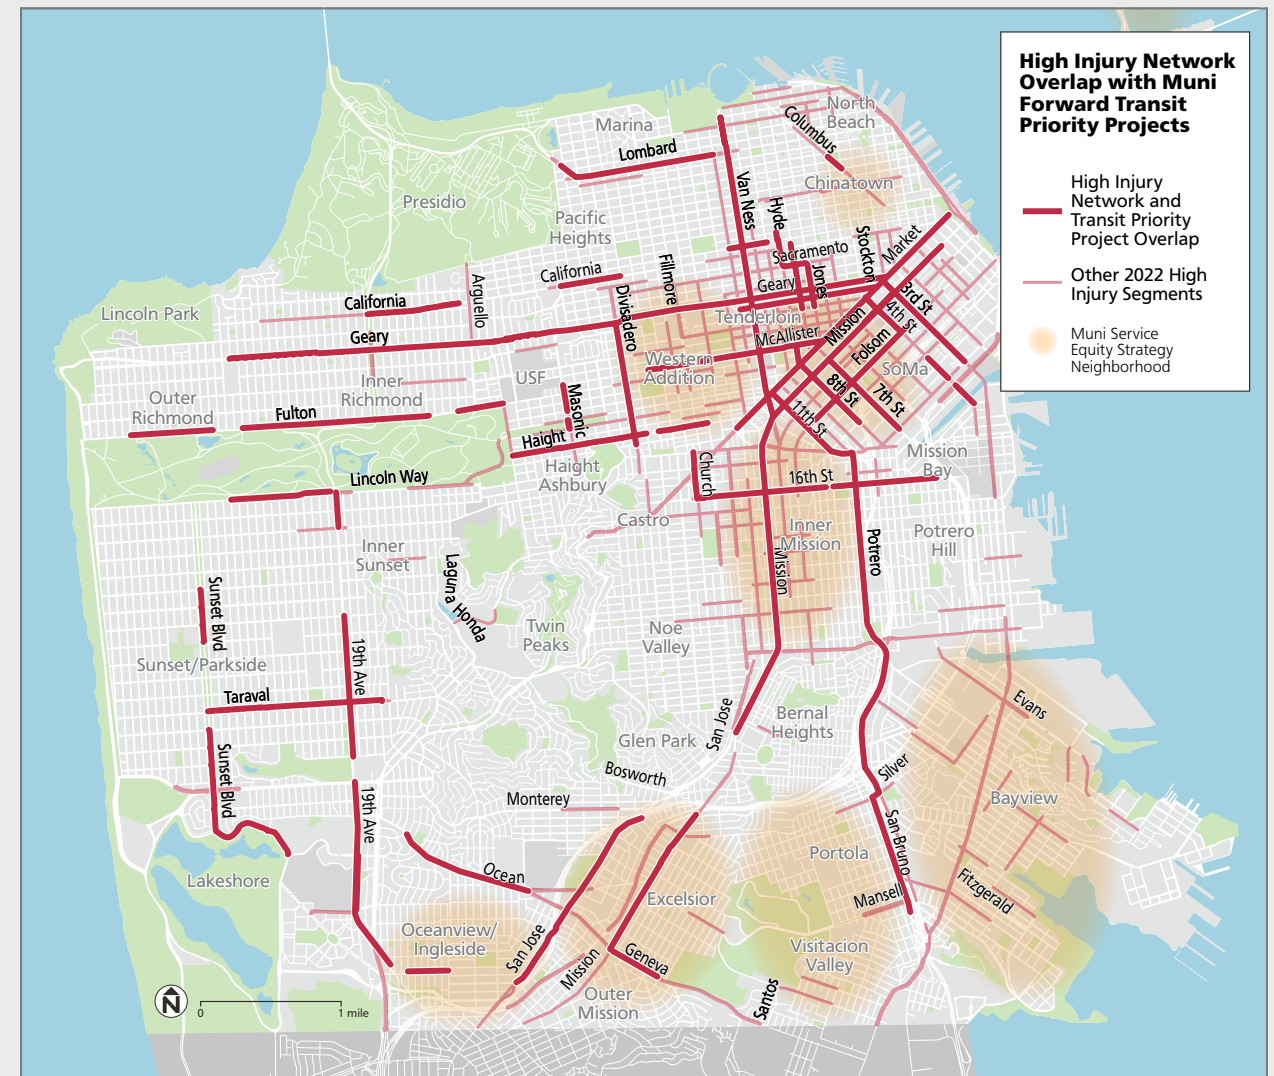 High Injury Network
Overlap with Muni
Forward Transit
Priority Projects
High Injury
Network and
Transit Priority
Project Overlap
Other 2022 High
Injury Segments
Muni Service
Equity Strategy
Neighborhood
North
Beach
Columbus
Marina
Lombard
Chinatown
Presidio
Van Ness
Hyde
Pacific
Heights
Stockton
Market
Sacramento
California
Fillmore
Jones
Arguello
Geary
California
Divisadero
3rd St
Lincoln Park
Tenderloin
4th St
Mission
Geary
McAllister
Folsom
Western
Addition
SoMa
USF
Inner
Richmond
Outer
Richmond
Masonic
8th St
7th St
Fulton
11th St
Haight
Mission
Bay
Haight
Ashbury
Church
16th St
Lincoln Way
Castro
Inner
Mission
Potrero
Hill
Inner
Sunset
Potrero
Mission
Laguna Honda
Sunset Blvd
Twin
Peaks
Noe
Valley
19th Ave
Sunset/Parkside
Taraval
Evans
San Jose
Bernal
Heights
Glen Park
Sunset Blvd
Bosworth
Silver
Monterey
Bayview
19th Ave
San Bruno
Portola
Ocean
Lakeshore
Excelsior
Mansell
Fitzgerald
Oceanview/
Ingleside
San Jose
Mission
Geneva
Visitacion
Valley
Santos
Outer
Mission
N
0
1 mile